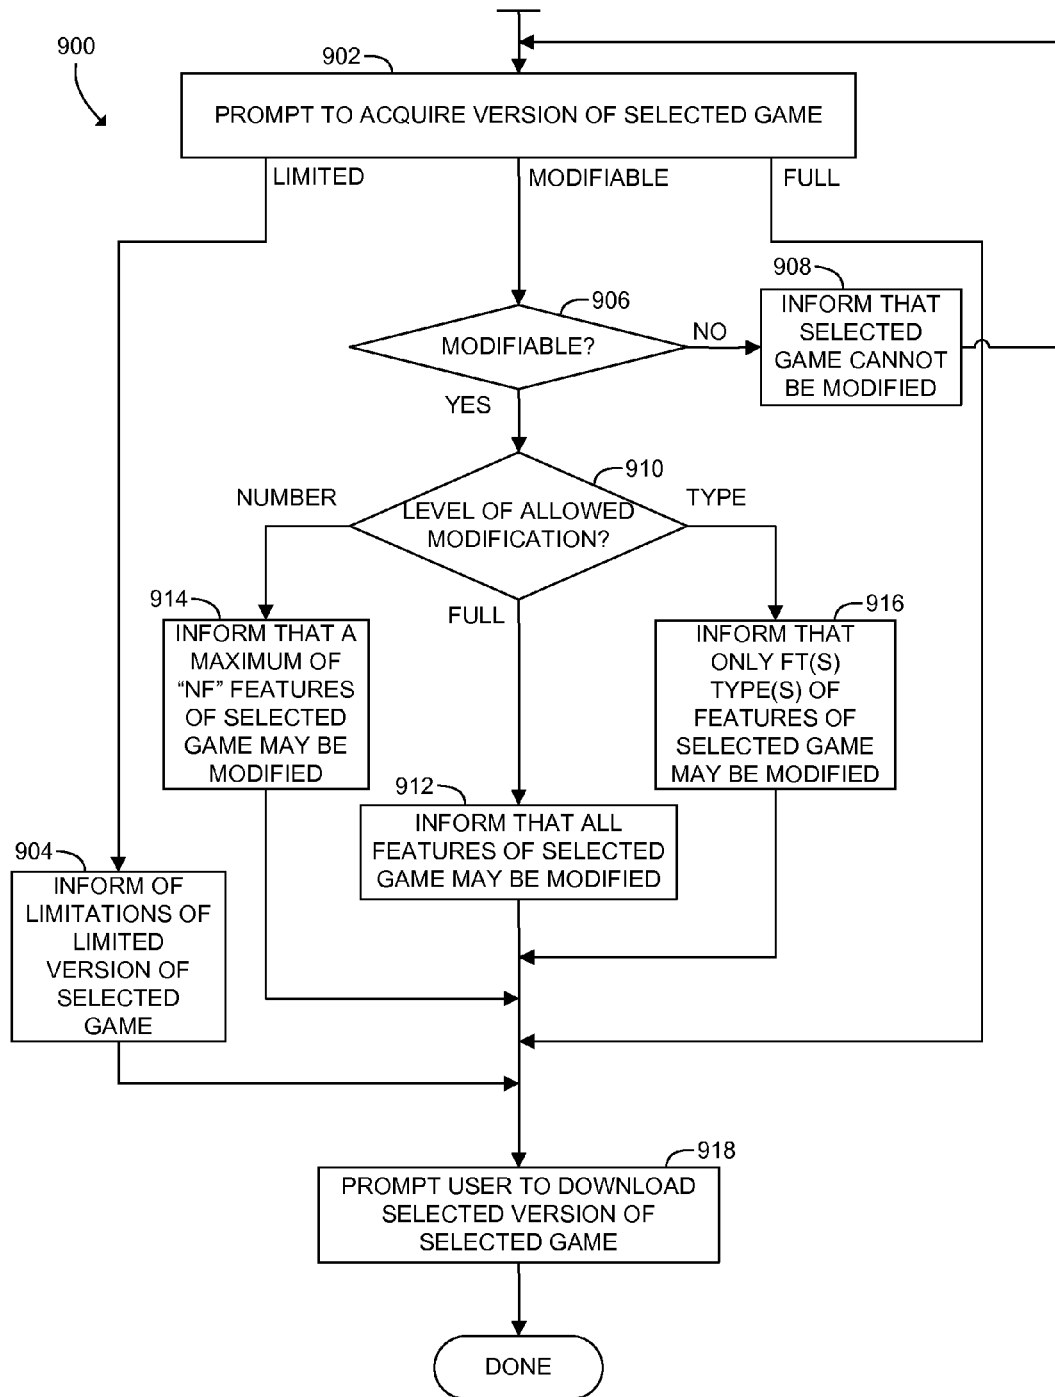 900
902
PROMPT TO ACQUIRE VERSION OF SELECTED GAME
LIMITED
MODIFIABLE
FULL
906
MODIFIABLE?
NO
YES
908
INFORM THAT
SELECTED
GAME CANNOT
BE MODIFIED
910
LEVEL OF ALLOWED
MODIFICATION?
NUMBER
TYPE
FULL
914
INFORM THAT A
MAXIMUM OF
“NF” FEATURES
OF SELECTED
GAME MAY BE
MODIFIED
916
INFORM THAT
ONLY FT(S)
TYPE(S) OF
FEATURES OF
SELECTED GAME
MAY BE MODIFIED
912
INFORM THAT ALL
FEATURES OF SELECTED
GAME MAY BE MODIFIED
904
INFORM OF
LIMITATIONS OF
LIMITED
VERSION OF
SELECTED
GAME
918
PROMPT USER TO DOWNLOAD
SELECTED VERSION OF
SELECTED GAME
DONE